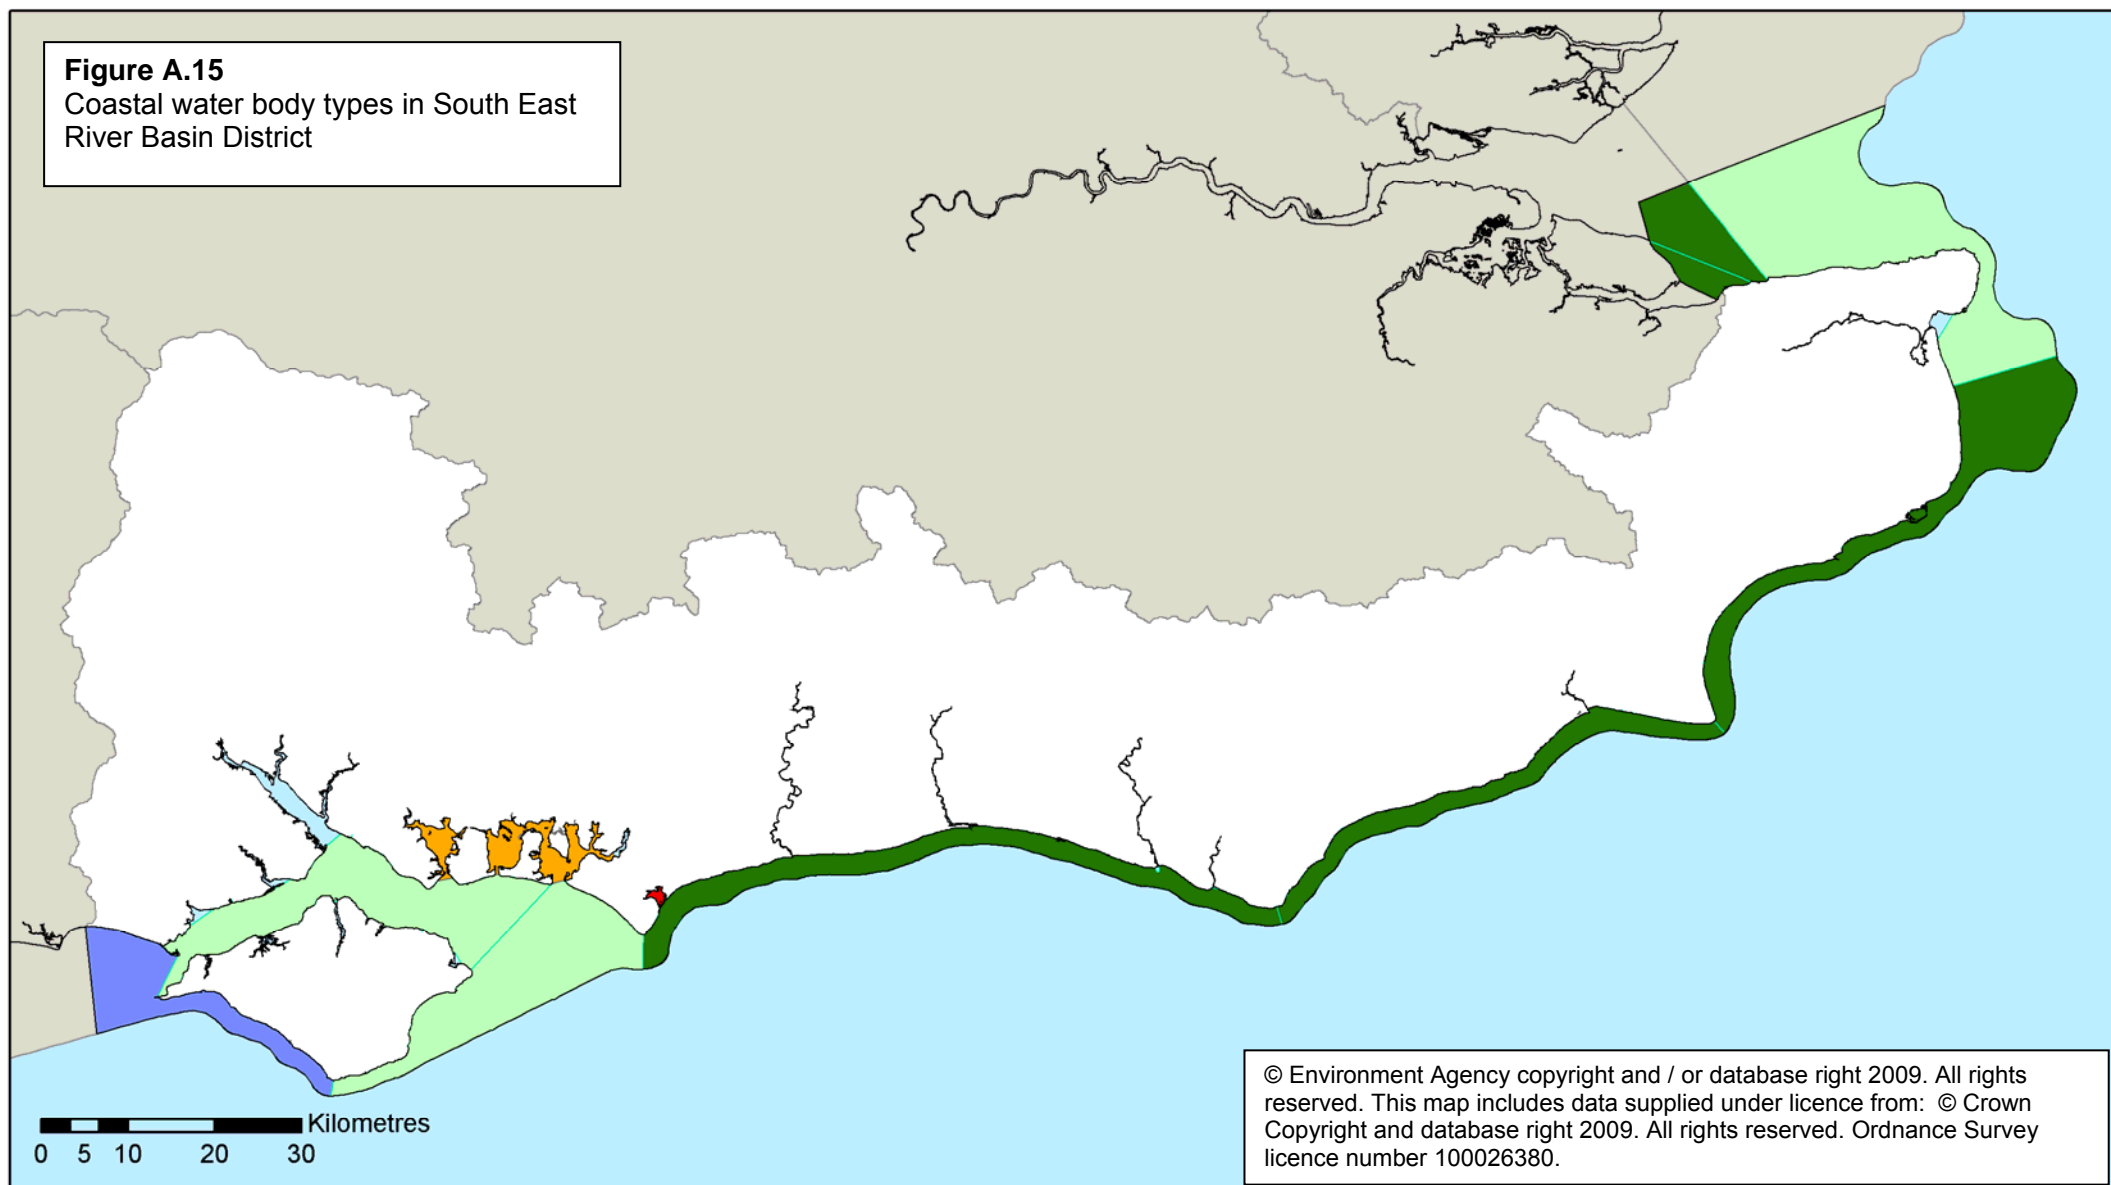 Figure A.15
Coastal water body types in South East
River Basin District
Kilometres
0 5 10 20 30
© Environment Agency copyright and / or database right 2009. All rights
reserved. This map includes data supplied under licence from: © Crown
Copyright and database right 2009. All rights reserved. Ordnance Survey
licence number 100026380.